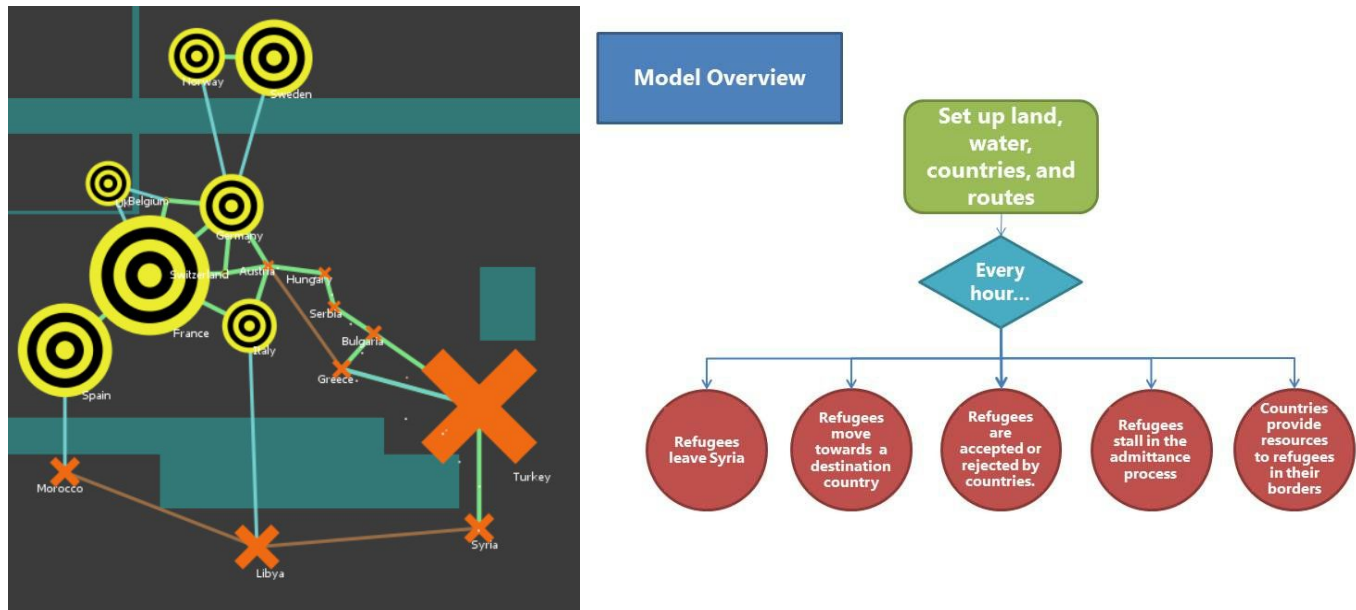 Norway
Sweden
Belgium
UK
Germany
Switzerland
Austria
Hungary
Serbia
France
Bulgaria
Italy
Greece
Spain
Turkey
Morocco
Syria
Libya
Model Overview
Set up land,
water,
countries, and
routes
Every
hour...
Refugees
leave Syria
Refugees
move
towards a
destination
country
Refugees
are
accepted or
rejected by
countries.
Refugees
stall in the
admittance
process
Countries
provide
resources
to refugees
in their
borders